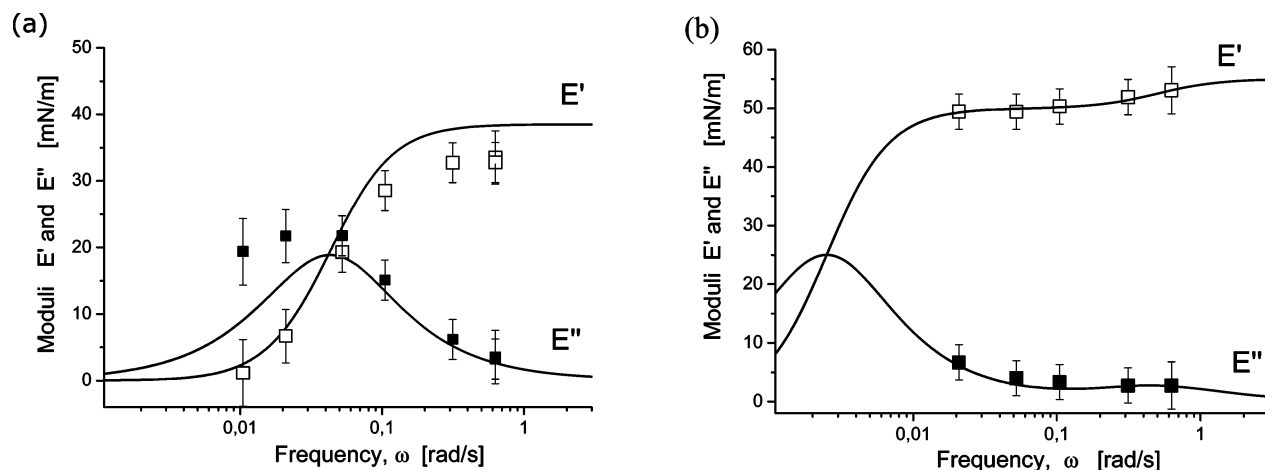 (a)
50
40
30
20
10
0
Moduli E' and E" [mN/m]
E'
E"
0,01
0,1
1
Frequency, ω [rad/s]
(b)
60
50
40
30
20
10
0
Moduli E' and E" [mN/m]
E'
E"
0,01
0,1
1
Frequency, ω [rad/s]